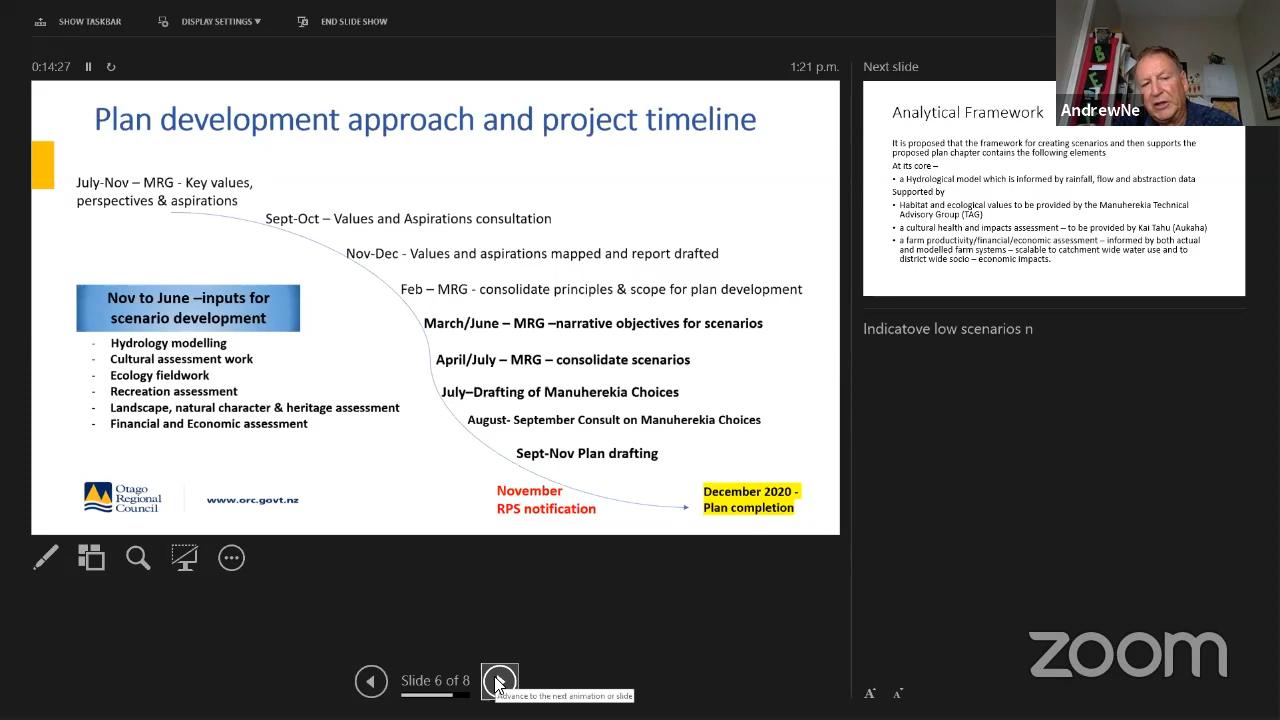 SHOW TASKBAR
DISPLAY SETTINGS ▼
END SLIDE SHOW
0:14:27
1:21 p.m.
Plan development approach and project timeline
July-Nov – MRG - Key values,
perspectives & aspirations
Sept-Oct – Values and Aspirations consultation
Nov-Dec - Values and aspirations mapped and report drafted
Feb – MRG - consolidate principles & scope for plan development
March/June – MRG –narrative objectives for scenarios
April/July – MRG – consolidate scenarios
July–Drafting of Manuherekia Choices
August- September Consult on Manuherekia Choices
Sept-Nov Plan drafting
November
RPS notification
December 2020 -
Plan completion
Nov to June –inputs for
scenario development
- Hydrology modelling
- Cultural assessment work
- Ecology fieldwork
- Recreation assessment
- Landscape, natural character & heritage assessment
- Financial and Economic assessment
Otago
Regional
Council
www.orc.govt.nz
Slide 6 of 8
Advance to the next animation or slide
Next slide
AndrewNe
Analytical Framework
It is proposed that the framework for creating scenarios and then supports the
proposed plan chapter contains the following elements
At its core –
• a Hydrological model which is informed by rainfall, flow and abstraction data
Supported by
• Habitat and ecological values to be provided by the Manuherekia Technical
Advisory Group (TAG)
• a cultural health and impacts assessment – to be provided by Kai Tahu (Aukaha)
• a farm productivity/financial/economic assessment – informed by both actual
and modelled farm systems – scalable to catchment wide water use and to
district wide socio – economic impacts.
Indicatove low scenarios n
zoom
A A